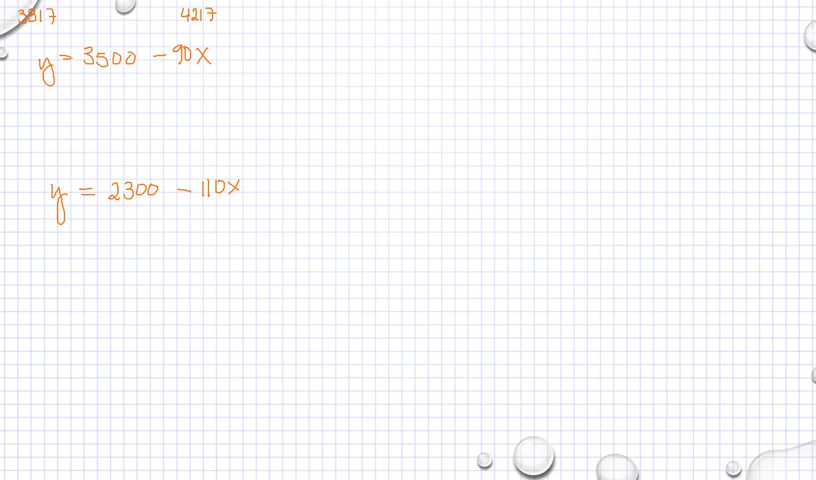 3817 4217
y = 3500 - 90x
y = 2300 - 110x